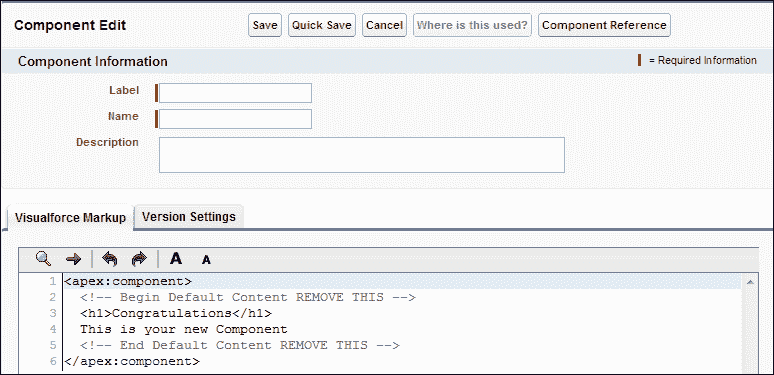 Component Edit Save Quick Save Cancel Where is this used? Component Reference
Component Information = Required Information
Label
Name
Description
Visualforce Markup Version Settings
A A
1 <apex:component>
2 <!-- Begin Default Content REMOVE THIS -->
3 <h1>Congratulations</h1>
4 This is your new Component
5 <!-- End Default Content REMOVE THIS -->
6 </apex:component>